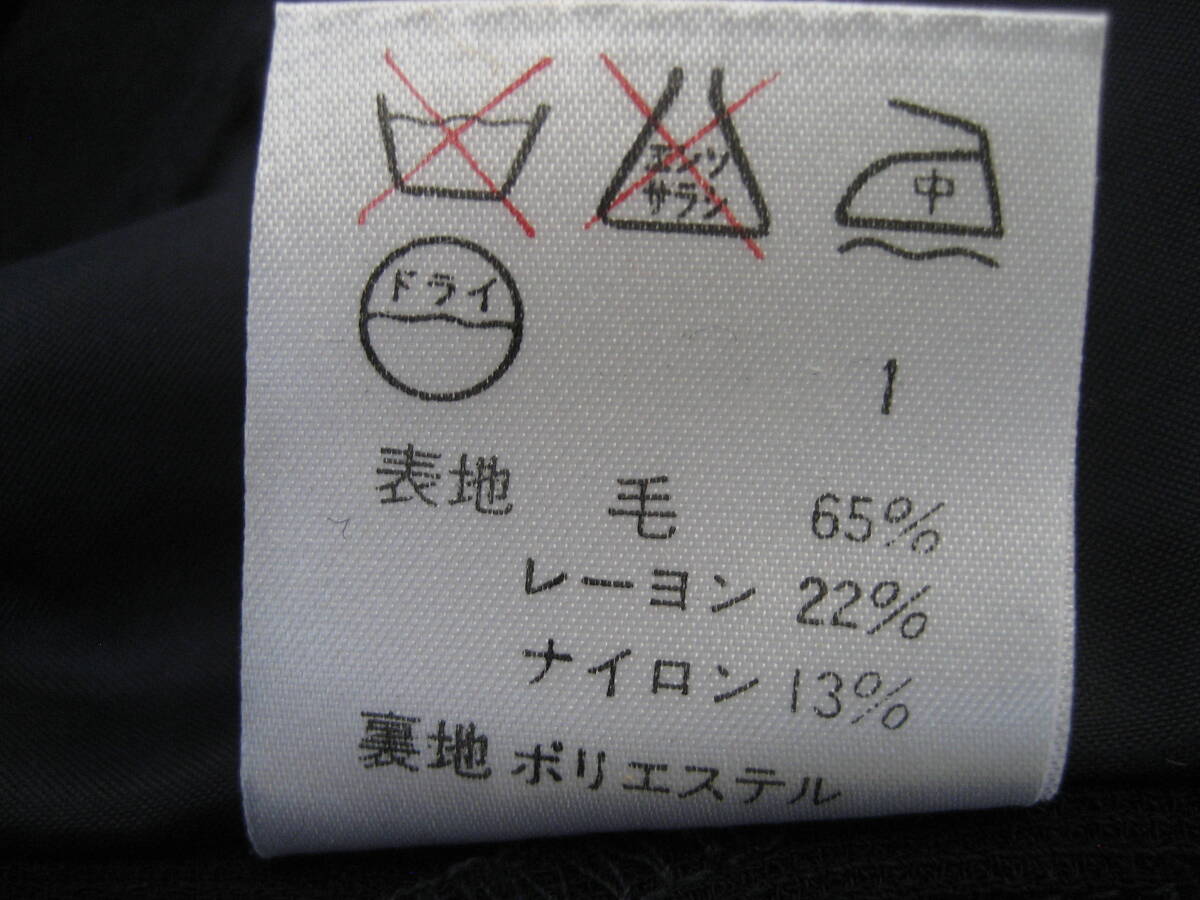 エンソ
サラシ
中
ドライ
1
表地 毛 65%
レーヨン 22%
ナイロン 13%
裏地 ポリエステル